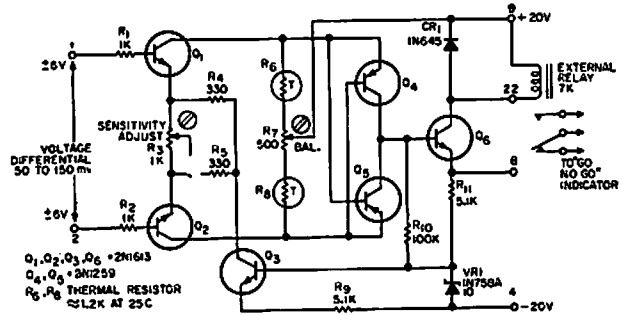 9
+20V
CR1
1N645
1
R1
1K
±6V
Q1
R6
T
Q4
22
EXTERNAL
RELAY
7K
R4
330
SENSITIVITY
ADJUST
R3
1K
R7
500
BAL.
Q6
VOLTAGE
DIFFERENTIAL
50 TO 150 mv
R5
330
Q5
8
TO "GO
NO GO"
INDICATOR
R8
T
R11
5.1K
±6V
R2
1K
2
Q2
R10
100K
Q1,Q2,Q3,Q6 = 2N1613
Q4,Q5 = 2N1259
R6,R8 THERMAL RESISTOR
≈1.2K AT 25C
Q3
R9
5.1K
VR1
1N758A
10
4
-20V